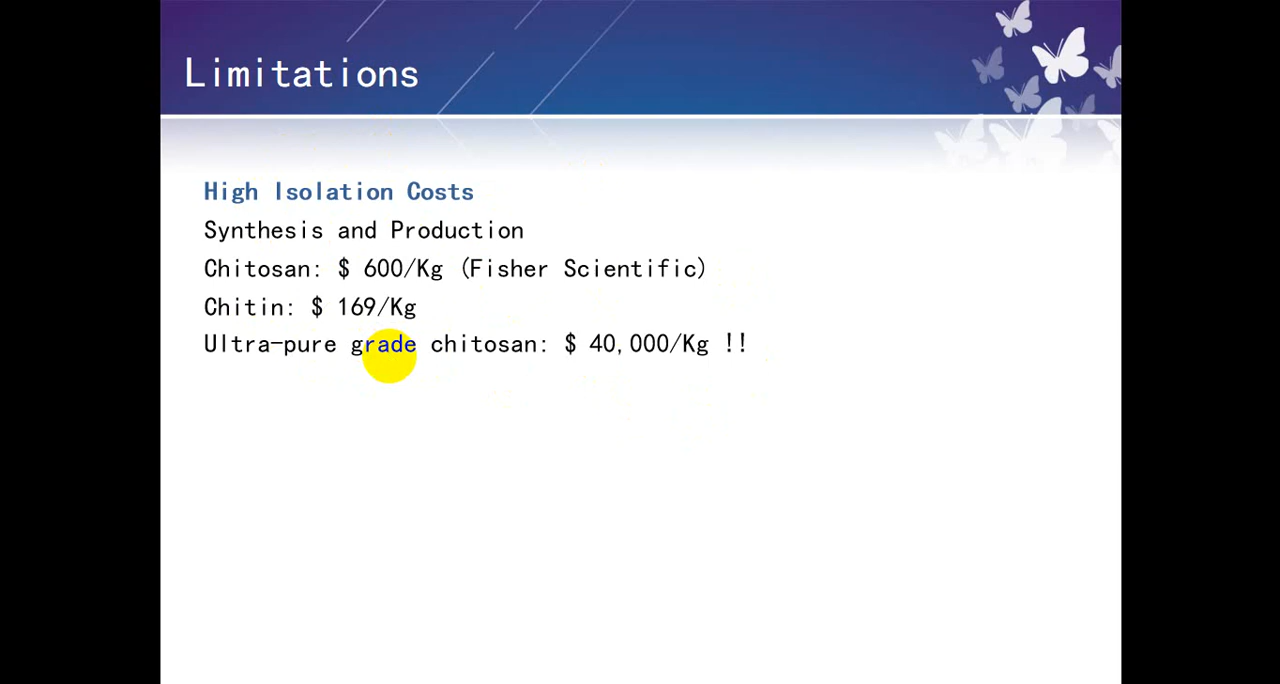 Limitations
High Isolation Costs
Synthesis and Production
Chitosan: $ 600/Kg (Fisher Scientific)
Chitin: $ 169/Kg
Ultra-pure grade chitosan: $ 40,000/Kg !!